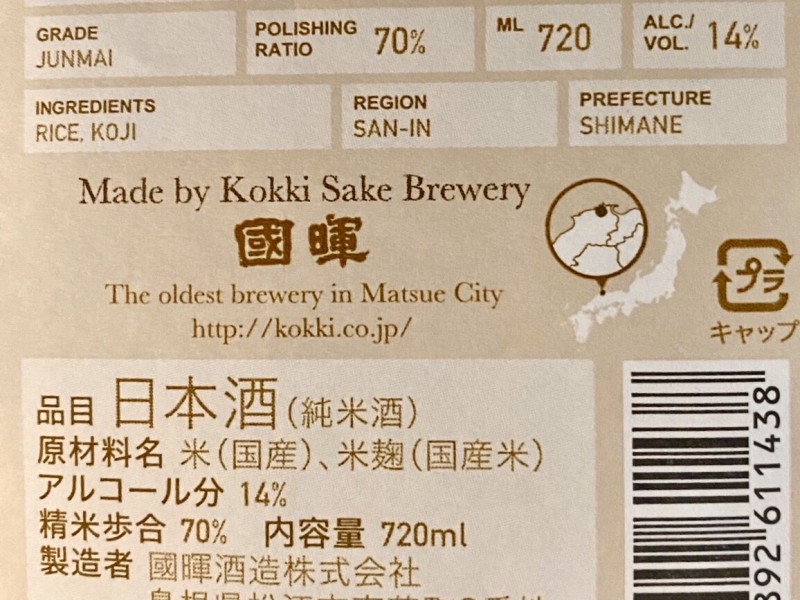 GRADE
JUNMAI
POLISHING RATIO 70%
ML 720
ALC./VOL. 14%
INGREDIENTS
RICE, KOJI
REGION
SAN-IN
PREFECTURE
SHIMANE
Made by Kokki Sake Brewery
國暉
The oldest brewery in Matsue City
http://kokki.co.jp/
プラ
キャップ
品目 日本酒(純米酒)
原材料名 米(国産)、米麹(国産米)
アルコール分 14%
精米歩合 70% 内容量 720ml
製造者 國暉酒造株式会社
892611438